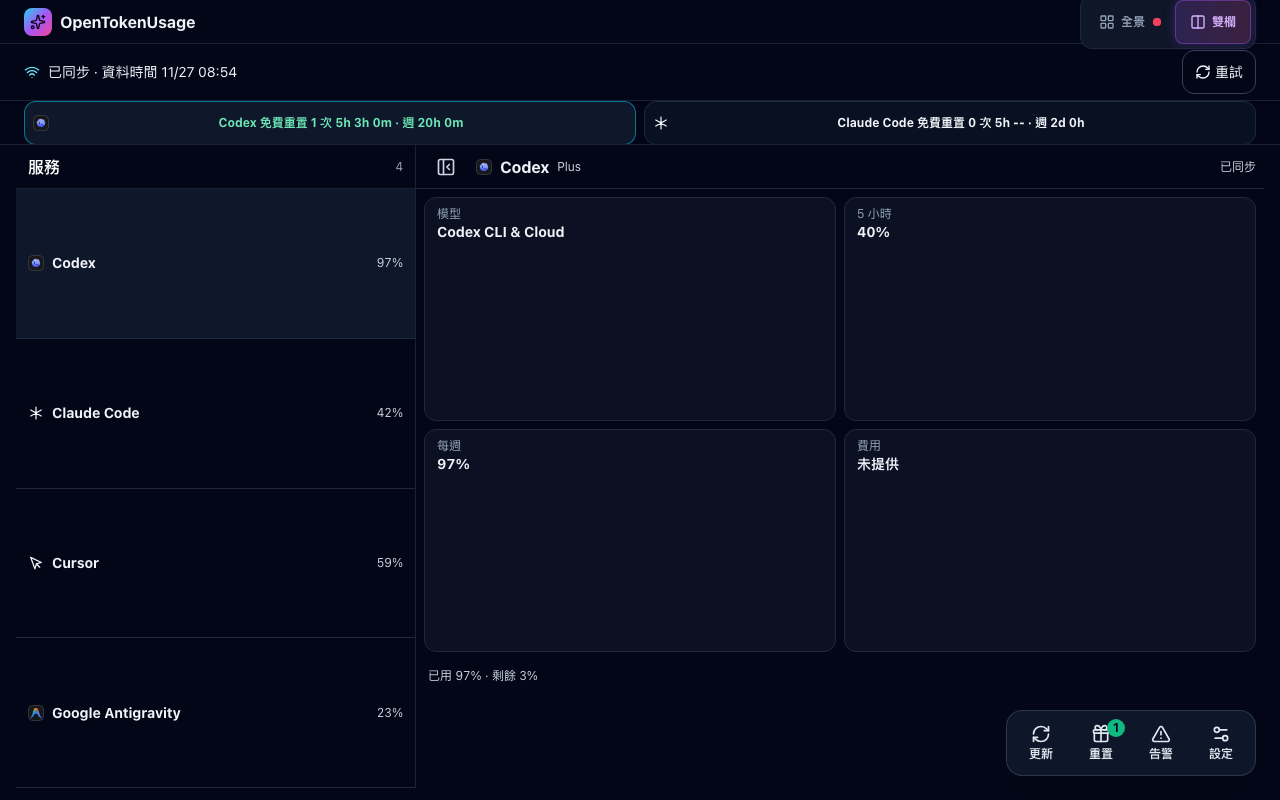 OpenTokenUsage
全景
雙欄
已同步 · 資料時間 11/27 08:54
重試
Codex 免費重置 1 次 5h 3h 0m · 週 20h 0m
Claude Code 免費重置 0 次 5h -- · 週 2d 0h
服務
4
Codex Plus
已同步
Codex
97%
Claude Code
42%
Cursor
59%
Google Antigravity
23%
模型
Codex CLI & Cloud
5 小時
40%
每週
97%
費用
未提供
已用 97% · 剩餘 3%
更新
1
重置
告警
設定